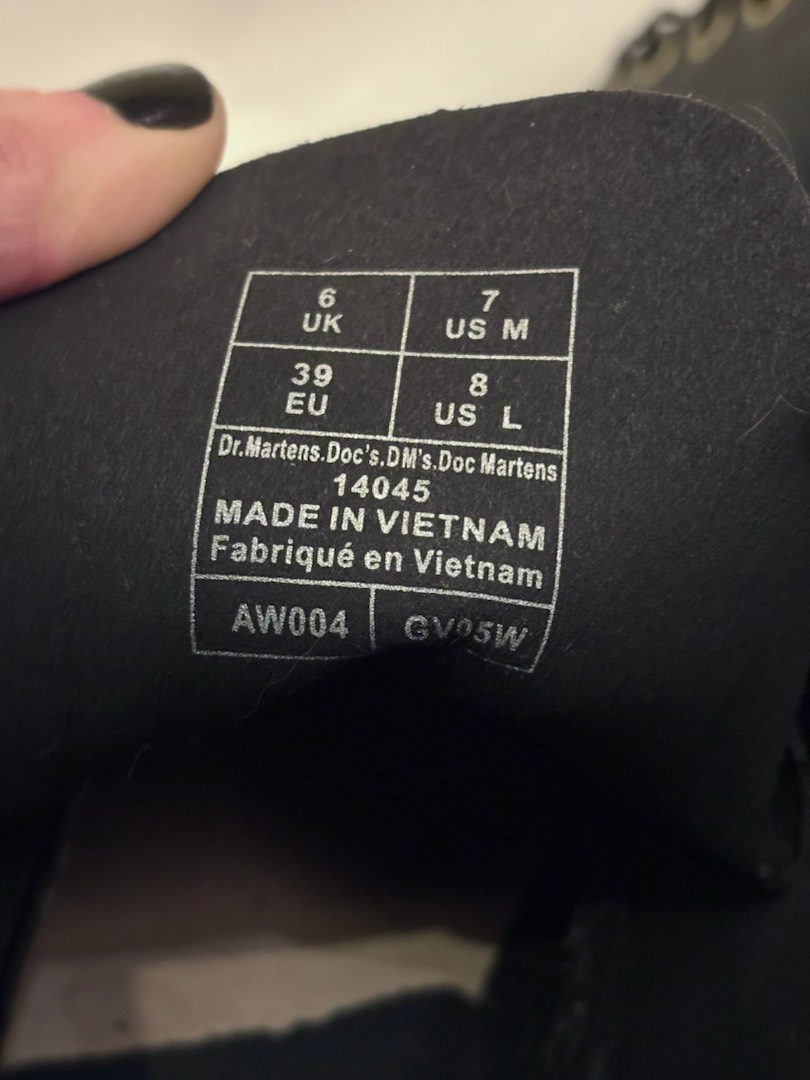 6
UK
7
US M
39
EU
8
US L
Dr.Martens.Doc's.DM's.Doc Martens
14045
MADE IN VIETNAM
Fabriqué en Vietnam
AW004
GV05W